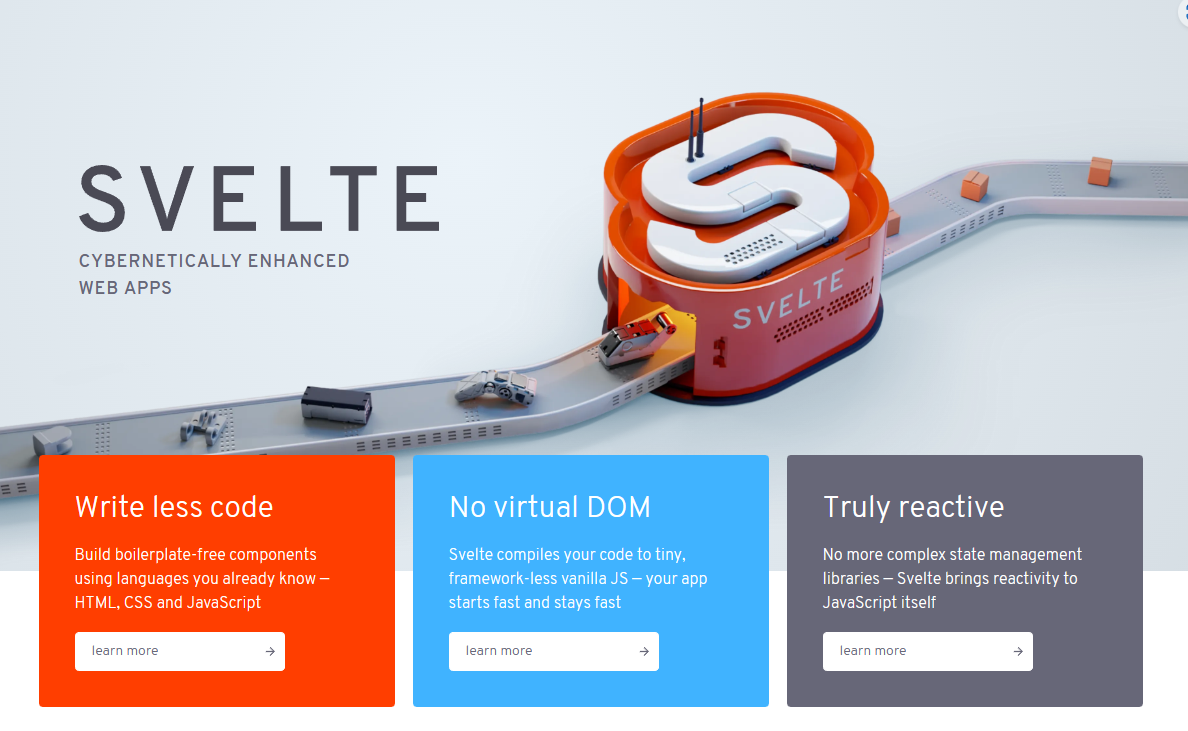 SVELTE
CYBERNETICALLY ENHANCED
WEB APPS
SVELTE
Write less code
Build boilerplate-free components
using languages you already know —
HTML, CSS and JavaScript
learn more →
No virtual DOM
Svelte compiles your code to tiny,
framework-less vanilla JS — your app
starts fast and stays fast
learn more →
Truly reactive
No more complex state management
libraries — Svelte brings reactivity to
JavaScript itself
learn more →